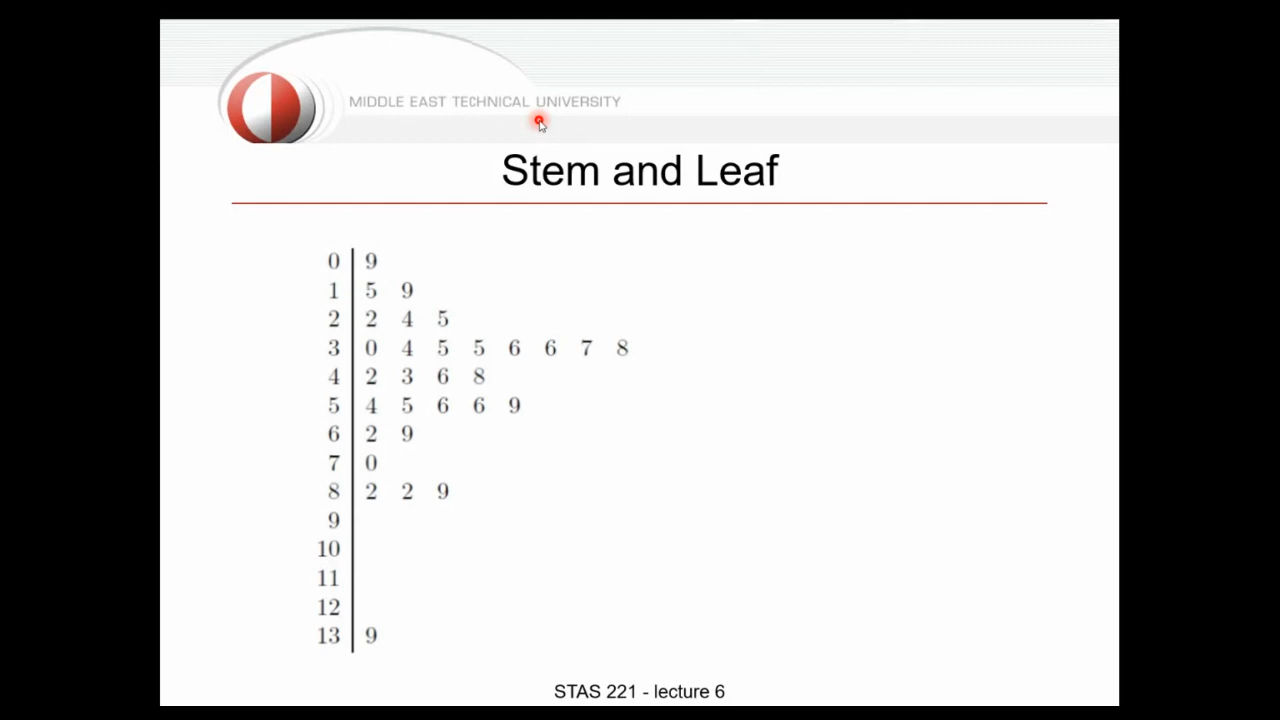 MIDDLE EAST TECHNICAL UNIVERSITY
Stem and Leaf
0 9
1 5 9
2 2 4 5
3 0 4 5 5 6 6 7 8
4 2 3 6 8
5 4 5 6 6 9
6 2 9
7 0
8 2 2 9
9
10
11
12
13 9
STAS 221 - lecture 6